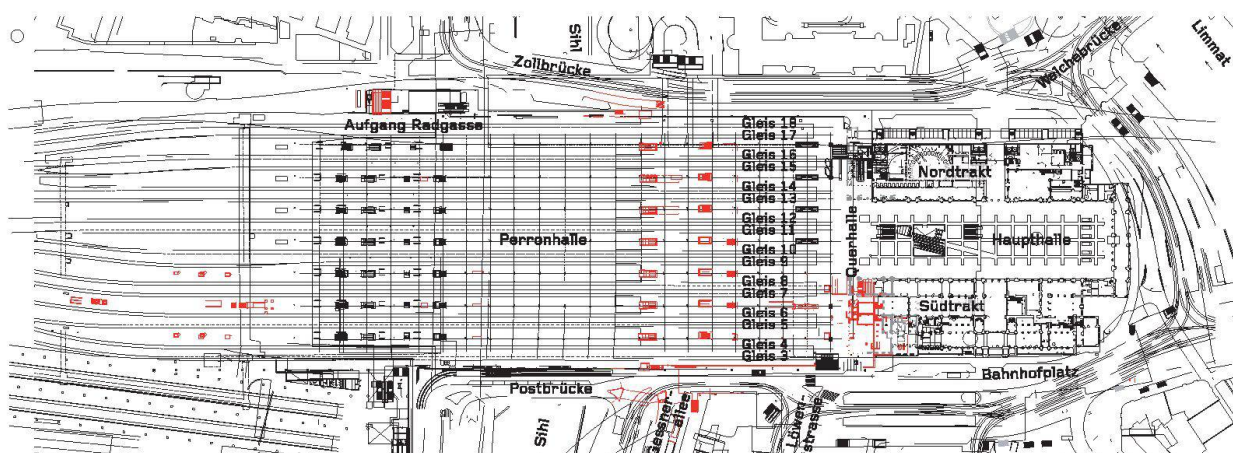 Sihl
Zollbrücke
Weichebrücke
Limmat
Aufgang Radgasse
Gleis 18
Gleis 17
Gleis 16
Gleis 15
Gleis 14
Gleis 13
Gleis 12
Gleis 11
Gleis 10
Gleis 9
Gleis 8
Gleis 7
Gleis 6
Gleis 5
Gleis 4
Gleis 3
Perronhalle
Querhalle
Nordtrakt
Haupthalle
Südtrakt
Bahnhofplatz
Postbrücke
Sihl
Gessner-
allee
Löwen-
strasse